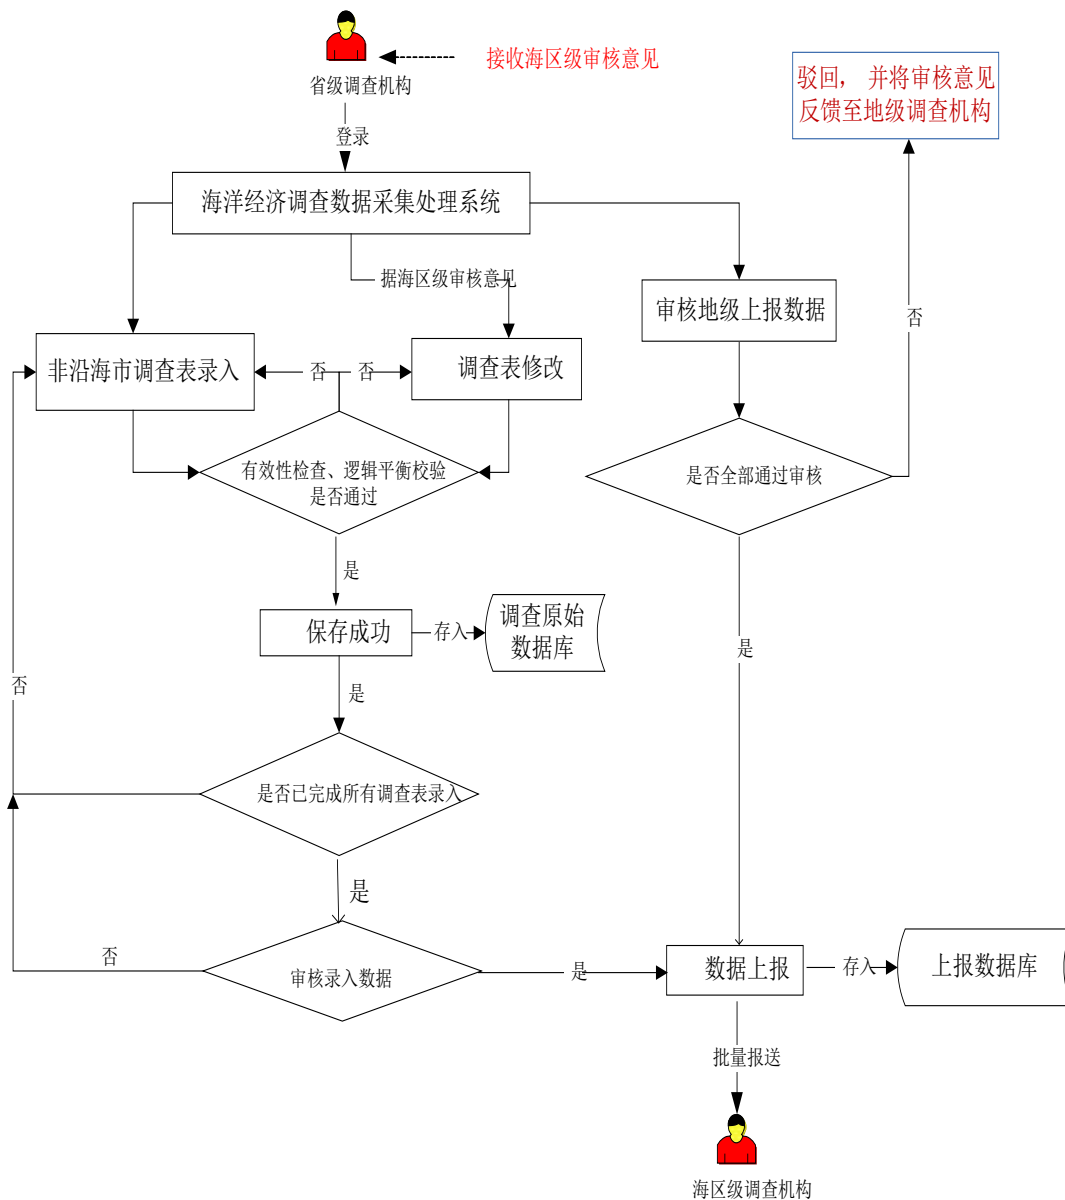 接收海区级审核意见
省级调查机构
驳回， 并将审核意见
反馈至地级调查机构
登录
海洋经济调查数据采集处理系统
据海区级审核意见
审核地级上报数据
否
非沿海市调查表录入
否
否
调查表修改
有效性检查、逻辑平衡校验
是否通过
是否全部通过审核
是
保存成功
存入
调查原始
数据库
是
否
是
是否已完成所有调查表录入
是
否
审核录入数据
是
数据上报
存入
上报数据库
批量报送
海区级调查机构